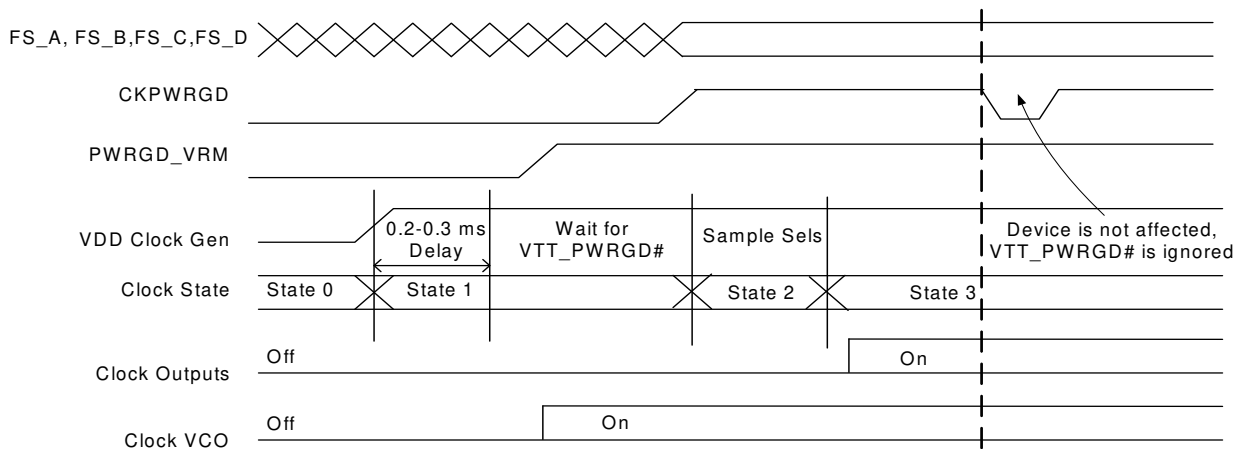 FS_A, FS_B,FS_C,FS_D
CKPWRGD
PWRGD_VRM
VDD Clock Gen
0.2-0.3 ms
Delay
Wait for
VTT_PWRGD#
Sample Sels
Device is not affected,
VTT_PWRGD# is ignored
Clock State
State 0
State 1
State 2
State 3
Clock Outputs
Off
On
Clock VCO
Off
On